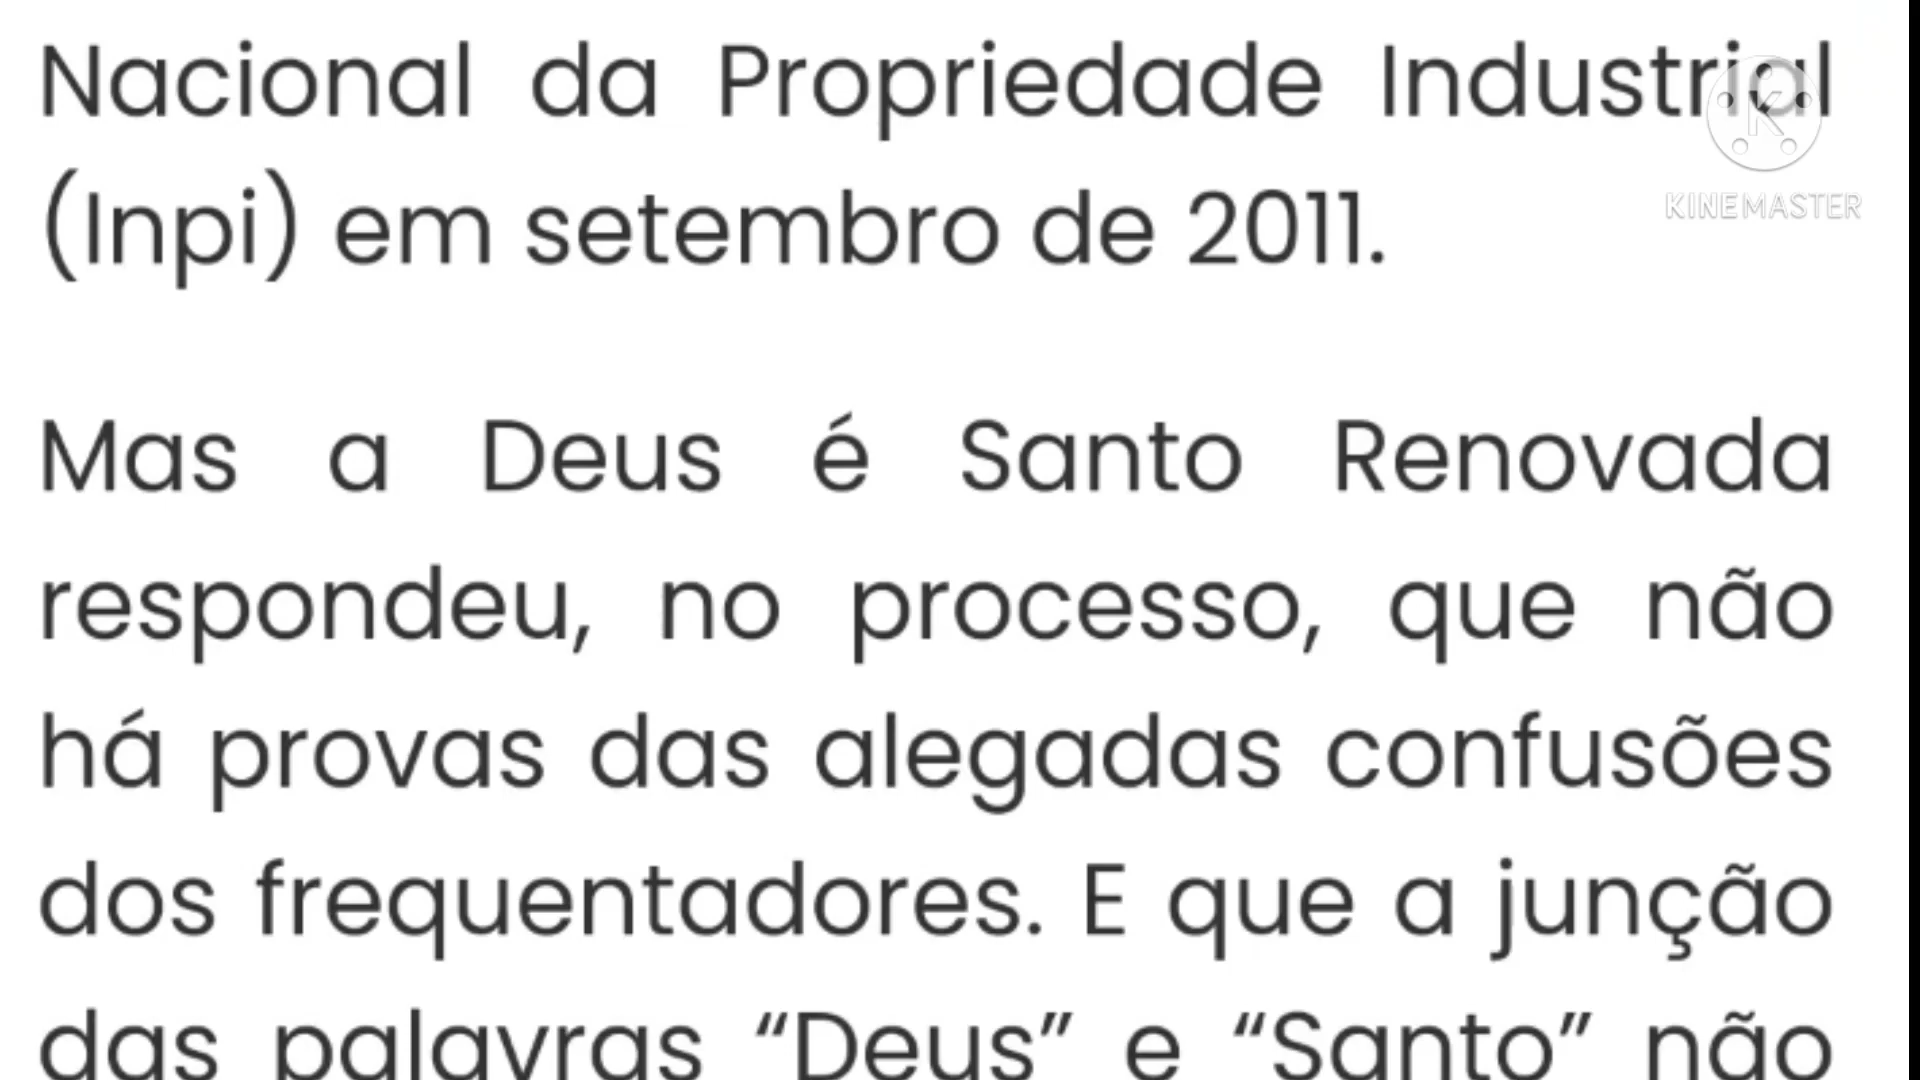 Nacional da Propriedade Industrial
(Inpi) em setembro de 2011.
KINEMASTER
Mas a Deus é Santo Renovada
respondeu, no processo, que não
há provas das alegadas confusões
dos frequentadores. E que a junção
das palavras “Deus” e “Santo” não